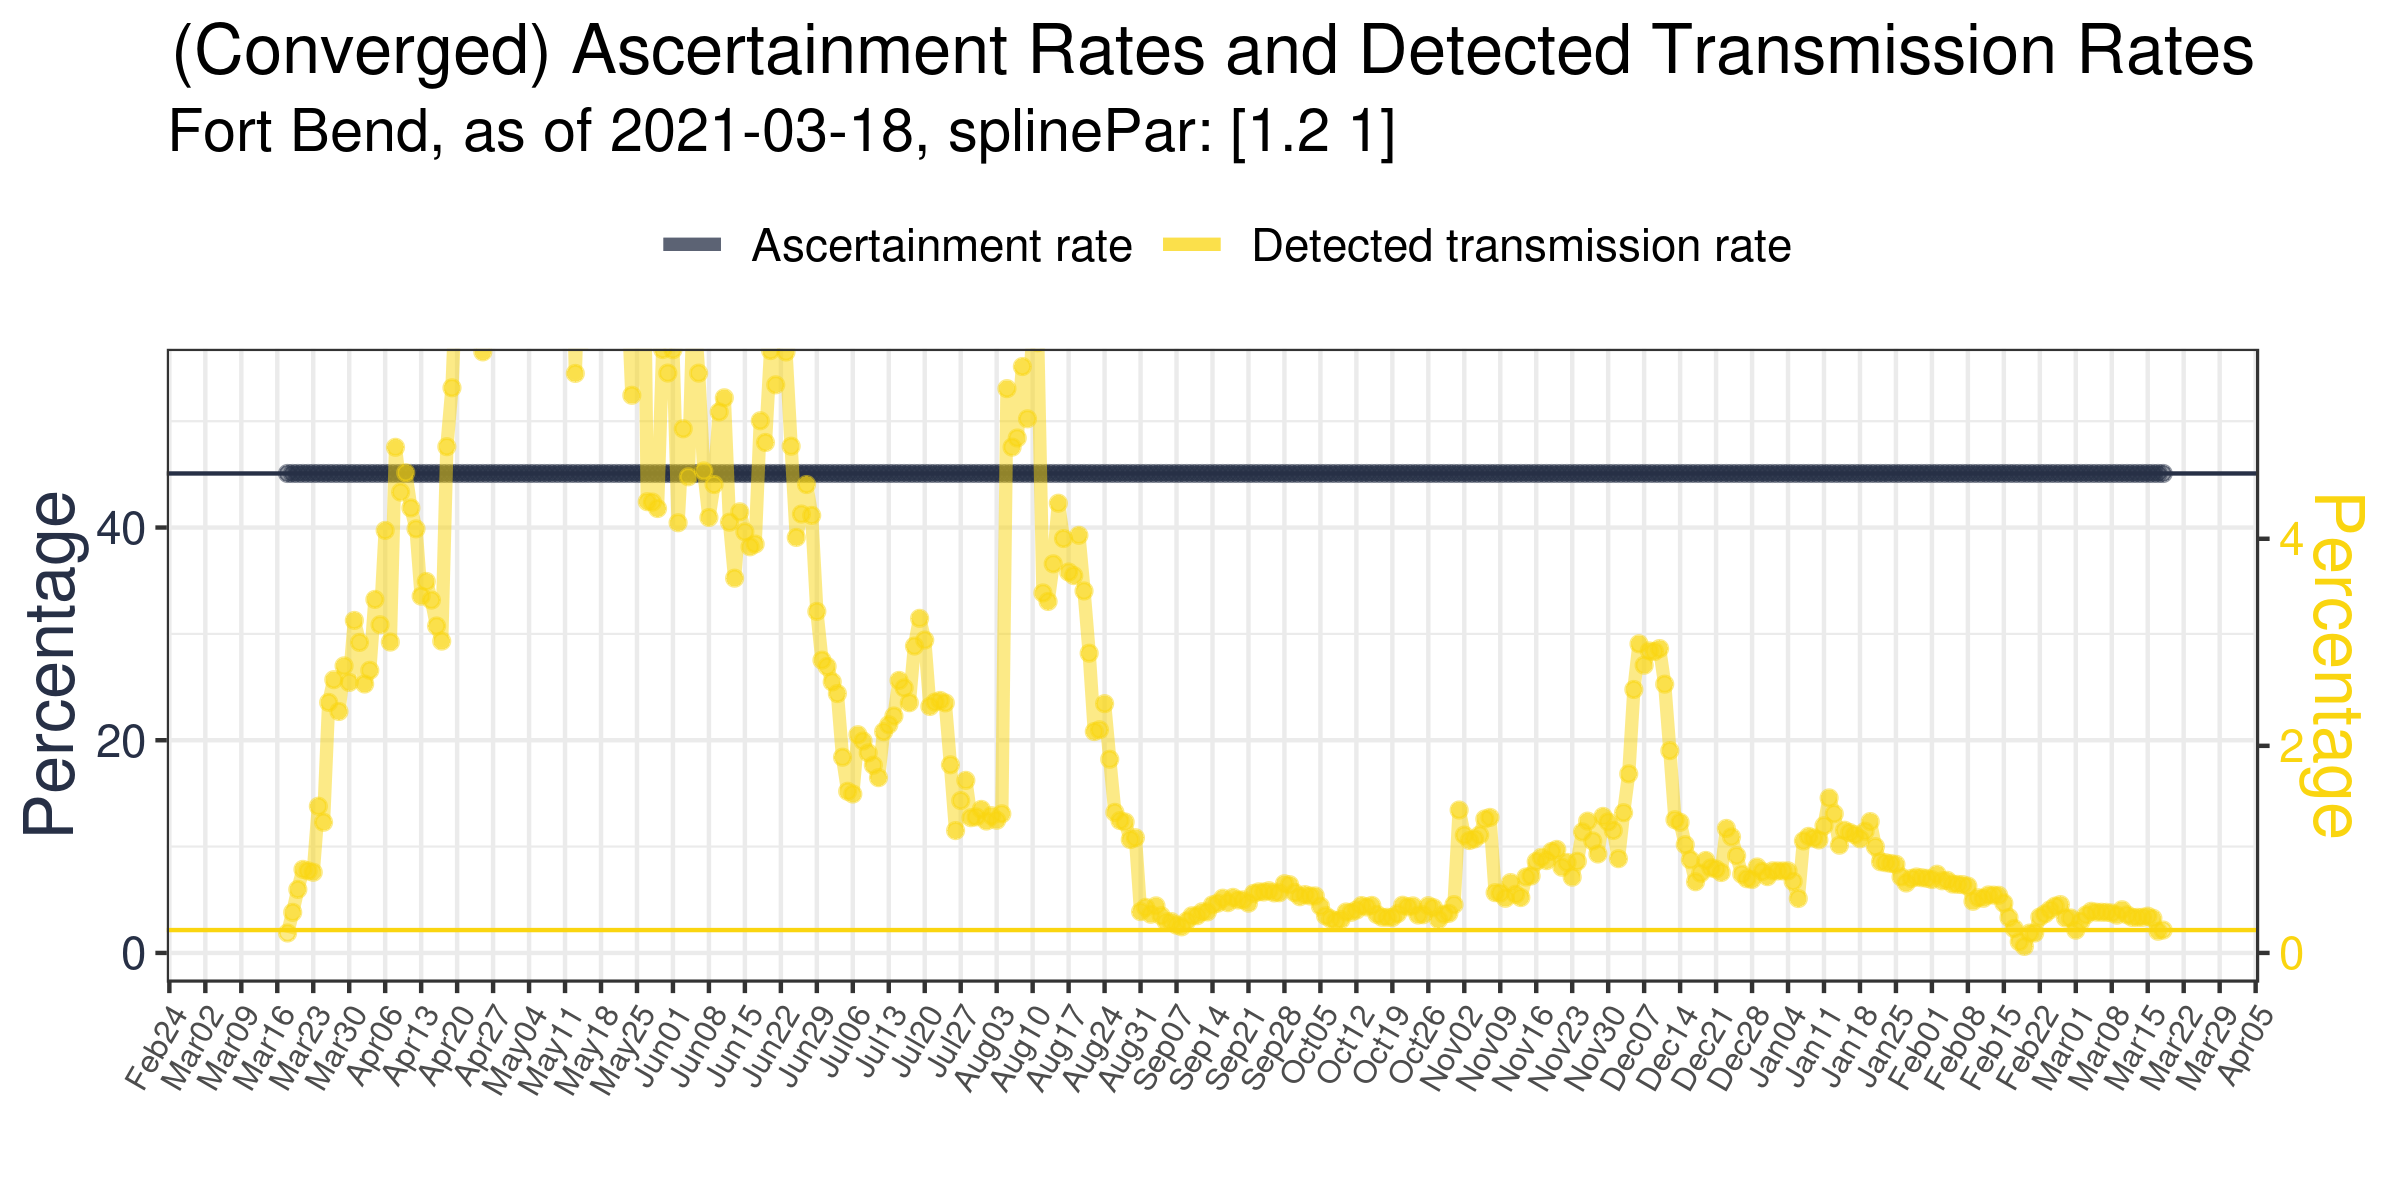 (Converged) Ascertainment Rates and Detected Transmission Rates
Fort Bend, as of 2021-03-18, splinePar: [1.2 1]
Ascertainment rate
Detected transmission rate
Percentage
40
20
0
Percentage
4
2
0
Feb24
Mar02
Mar09
Mar16
Mar23
Mar30
Apr06
Apr13
Apr20
Apr27
May04
May11
May18
May25
Jun01
Jun08
Jun15
Jun22
Jun29
Jul06
Jul13
Jul20
Jul27
Aug03
Aug10
Aug17
Aug24
Aug31
Sep07
Sep14
Sep21
Sep28
Oct05
Oct12
Oct19
Oct26
Nov02
Nov09
Nov16
Nov23
Nov30
Dec07
Dec14
Dec21
Dec28
Jan04
Jan11
Jan18
Jan25
Feb01
Feb08
Feb15
Feb22
Mar01
Mar08
Mar15
Mar22
Mar29
Apr05